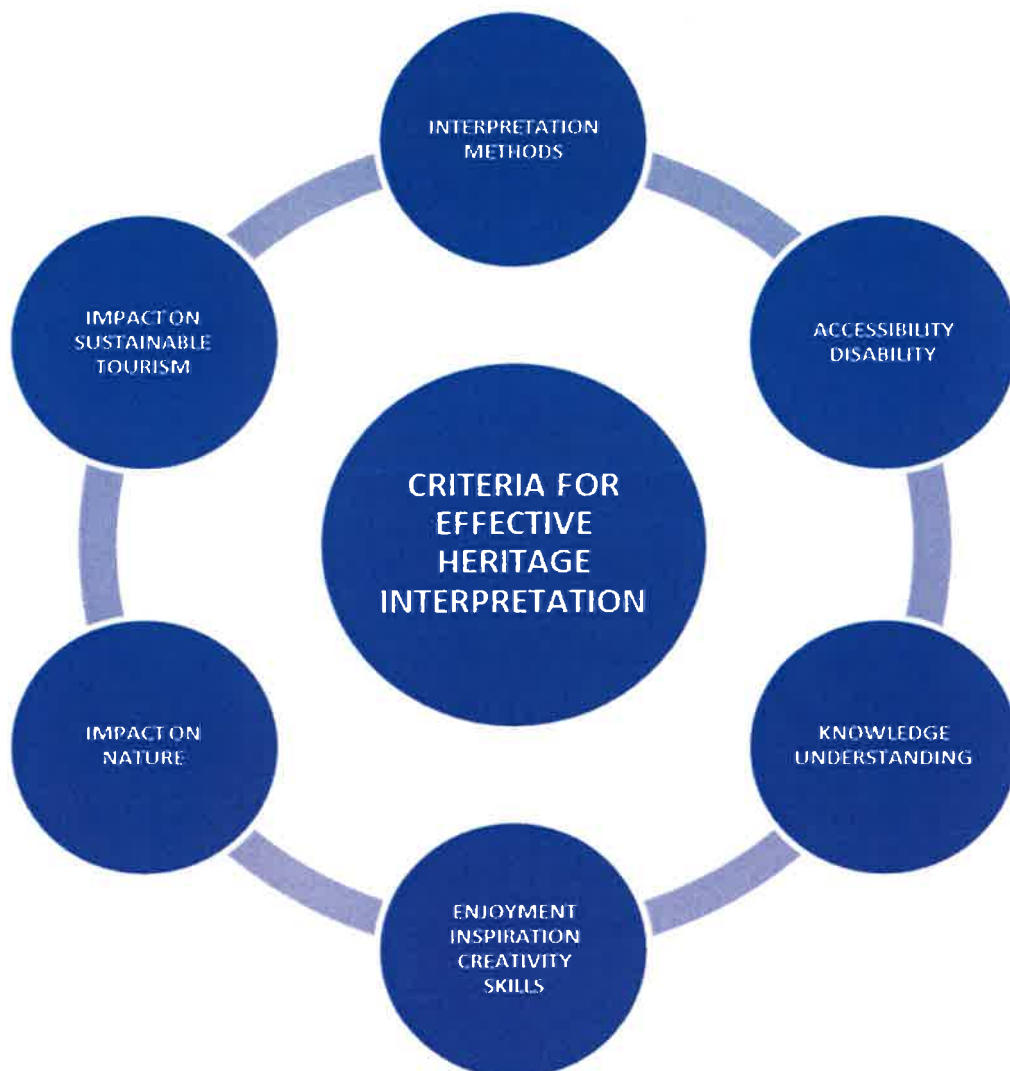 INTERPRETATION
METHODS
ACCESSIBILITY
DISABILITY
KNOWLEDGE
UNDERSTANDING
ENJOYMENT
INSPIRATION
CREATIVITY
SKILLS
IMPACT ON
NATURE
IMPACT ON
SUSTAINABLE
TOURISM
CRITERIA FOR
EFFECTIVE
HERITAGE
INTERPRETATION